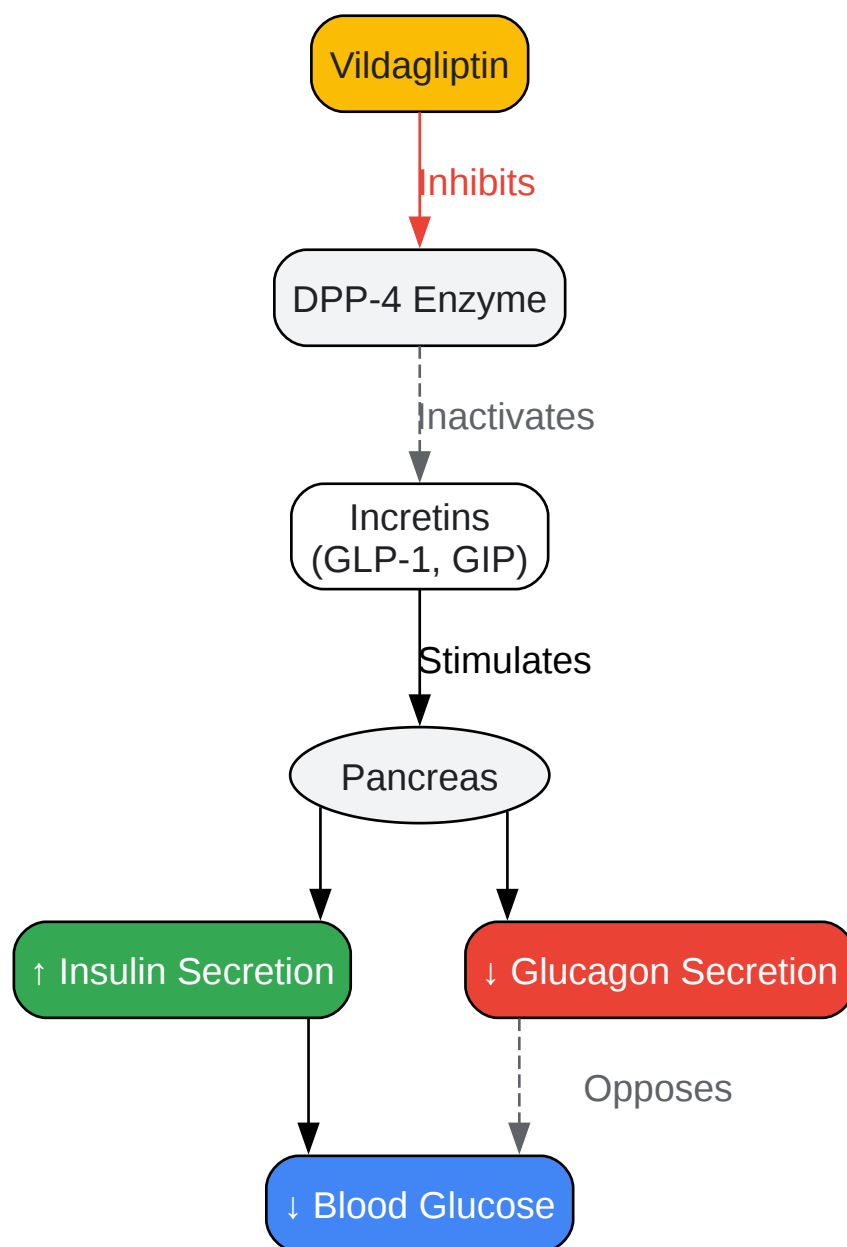 Vildagliptin
Inhibits
DPP-4 Enzyme
Inactivates
Incretins
(GLP-1, GIP)
Stimulates
Pancreas
↑ Insulin Secretion
↓ Glucagon Secretion
Opposes
↓ Blood Glucose